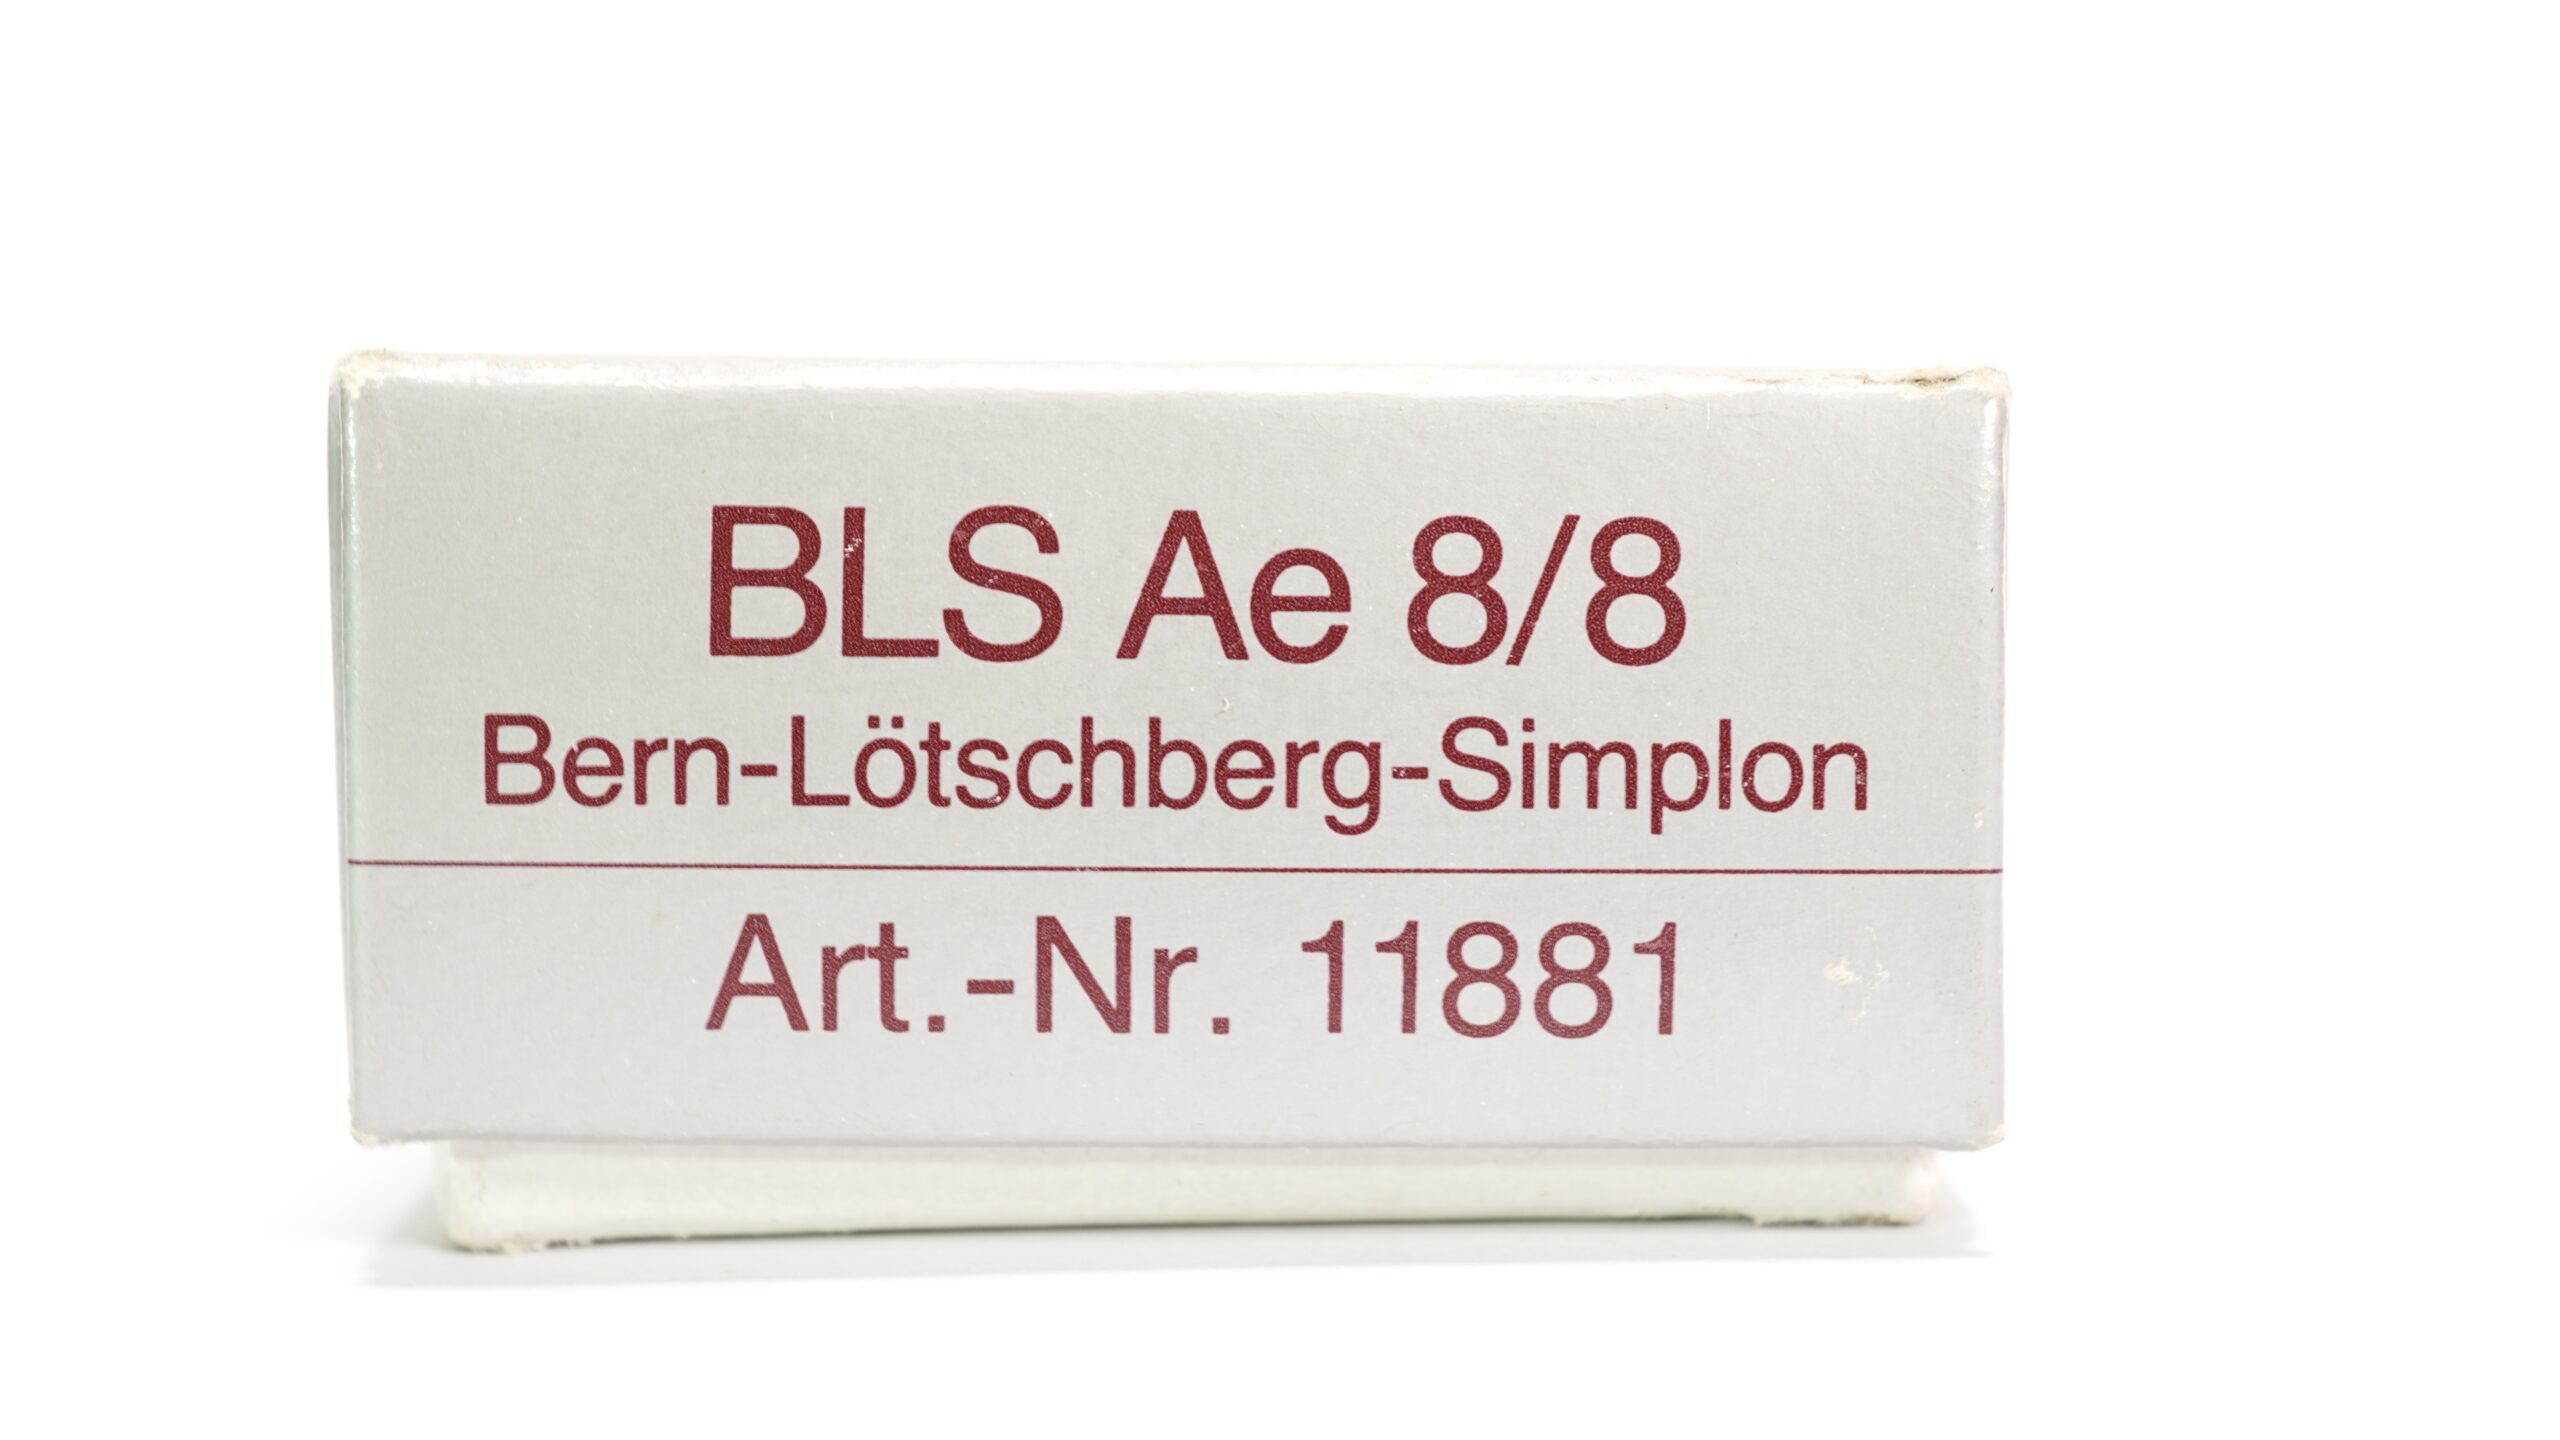 BLS Ae 8/8
Bern-Lötschberg-Simplon
Art.-Nr. 11881